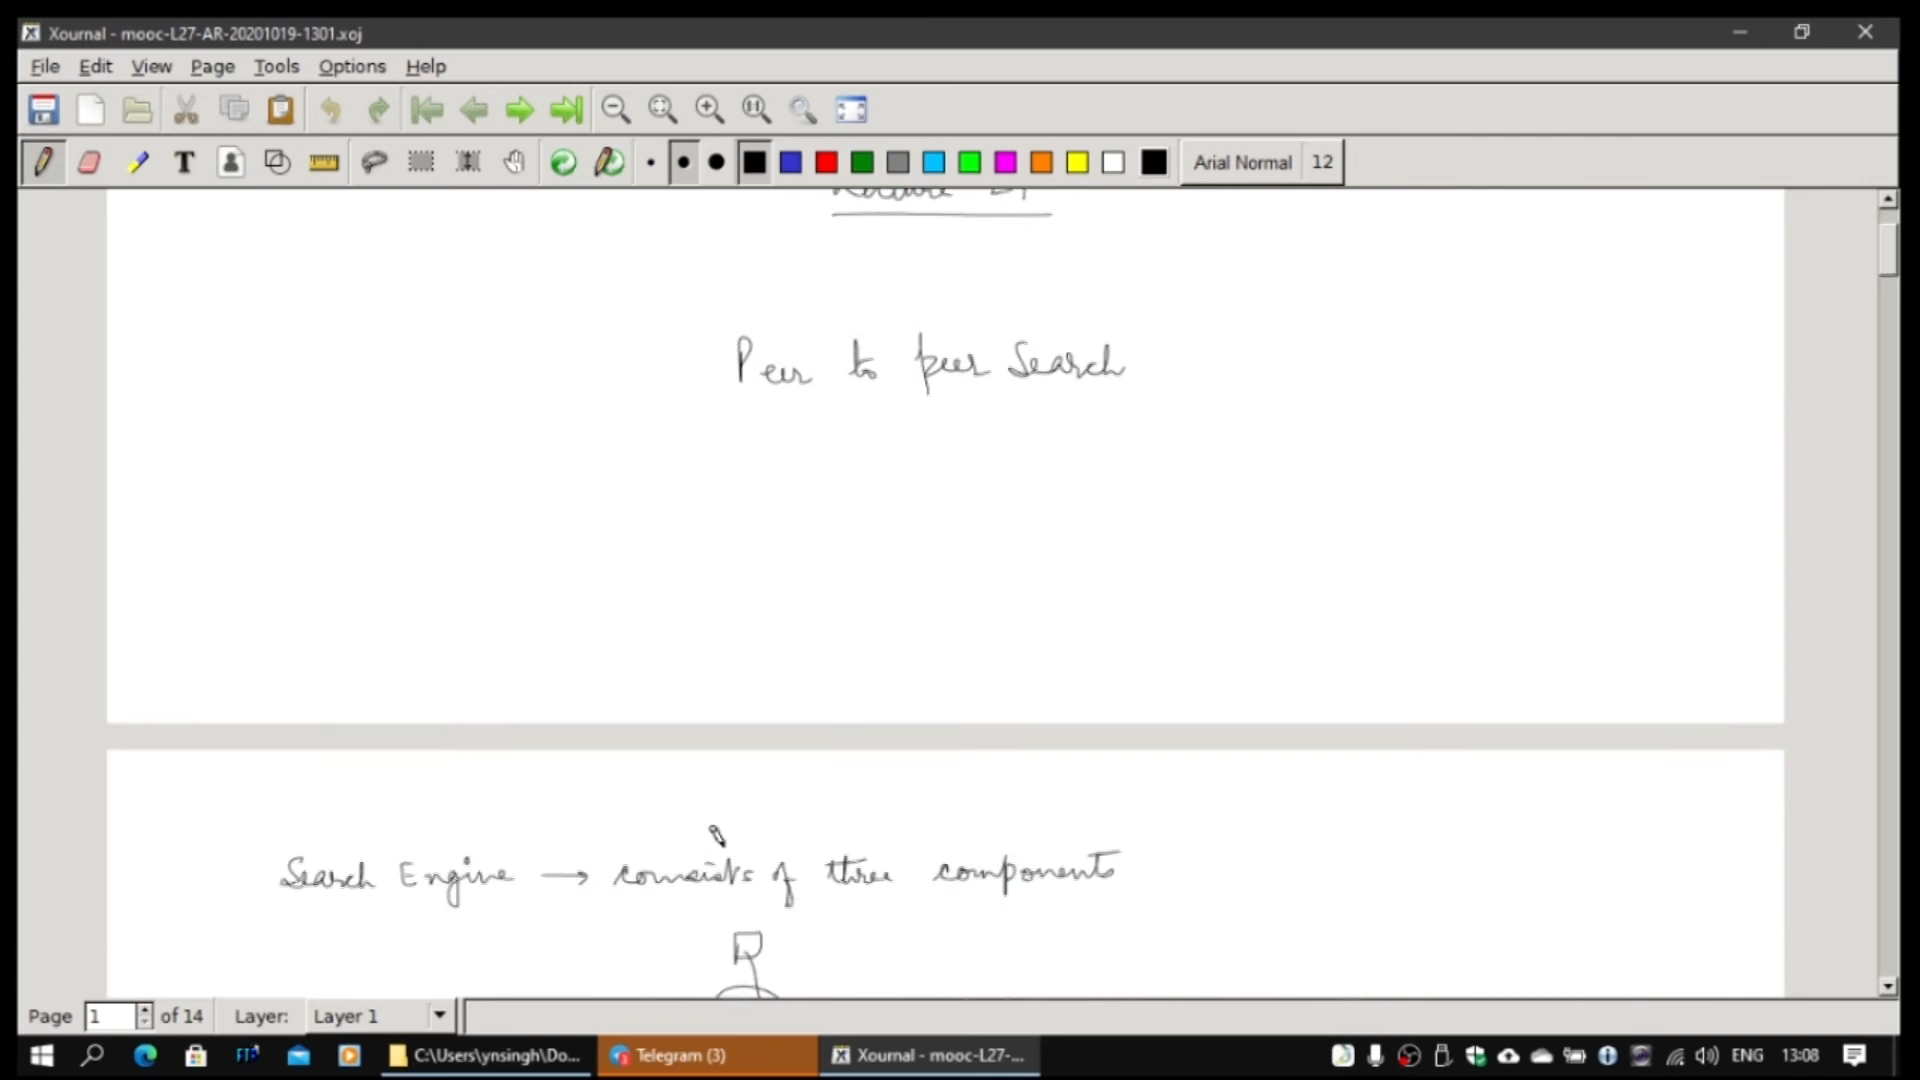 Xournal - mooc-L27-AR-20201019-1301.xoj
File Edit View Page Tools Options Help
T Arial Normal 12
Lecture 27
Peer to peer Search
Search Engine → consists of three components
Page 1 of 14 Layer: Layer 1
C:\Users\ynsingh\Do... Telegram (3) Xournal - mooc-L27-... ENG 13:08